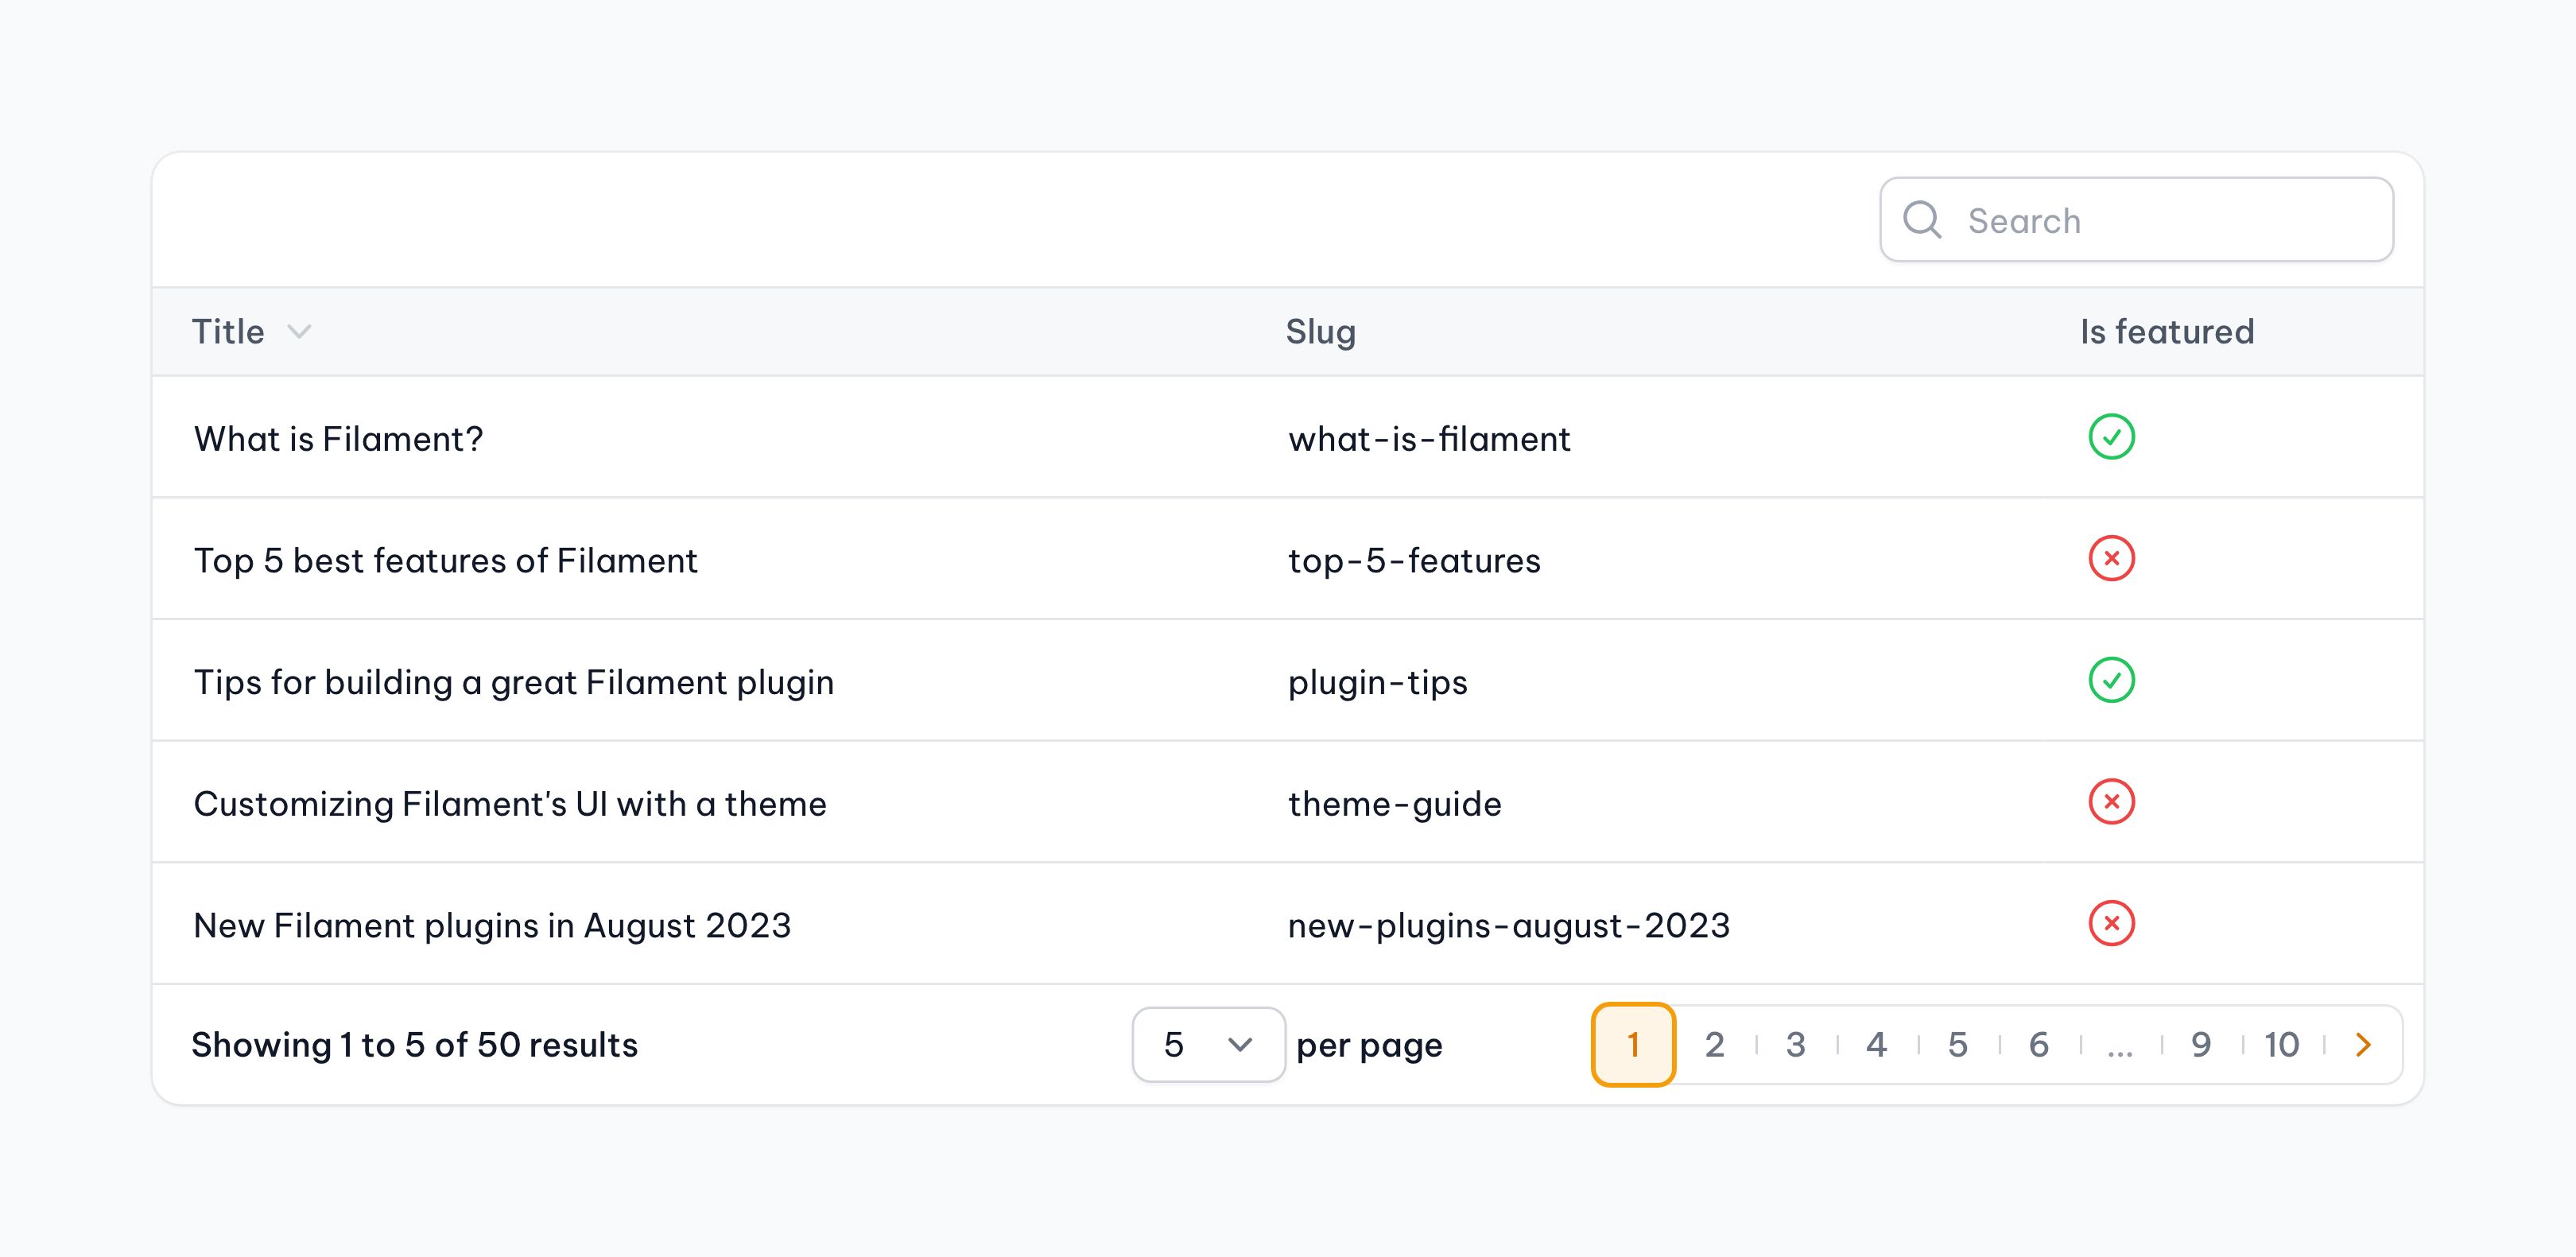 Search
Title Slug Is featured
What is Filament? what-is-filament
Top 5 best features of Filament top-5-features
Tips for building a great Filament plugin plugin-tips
Customizing Filament's UI with a theme theme-guide
New Filament plugins in August 2023 new-plugins-august-2023
Showing 1 to 5 of 50 results 5 per page 1 2 3 4 5 6 ... 9 10